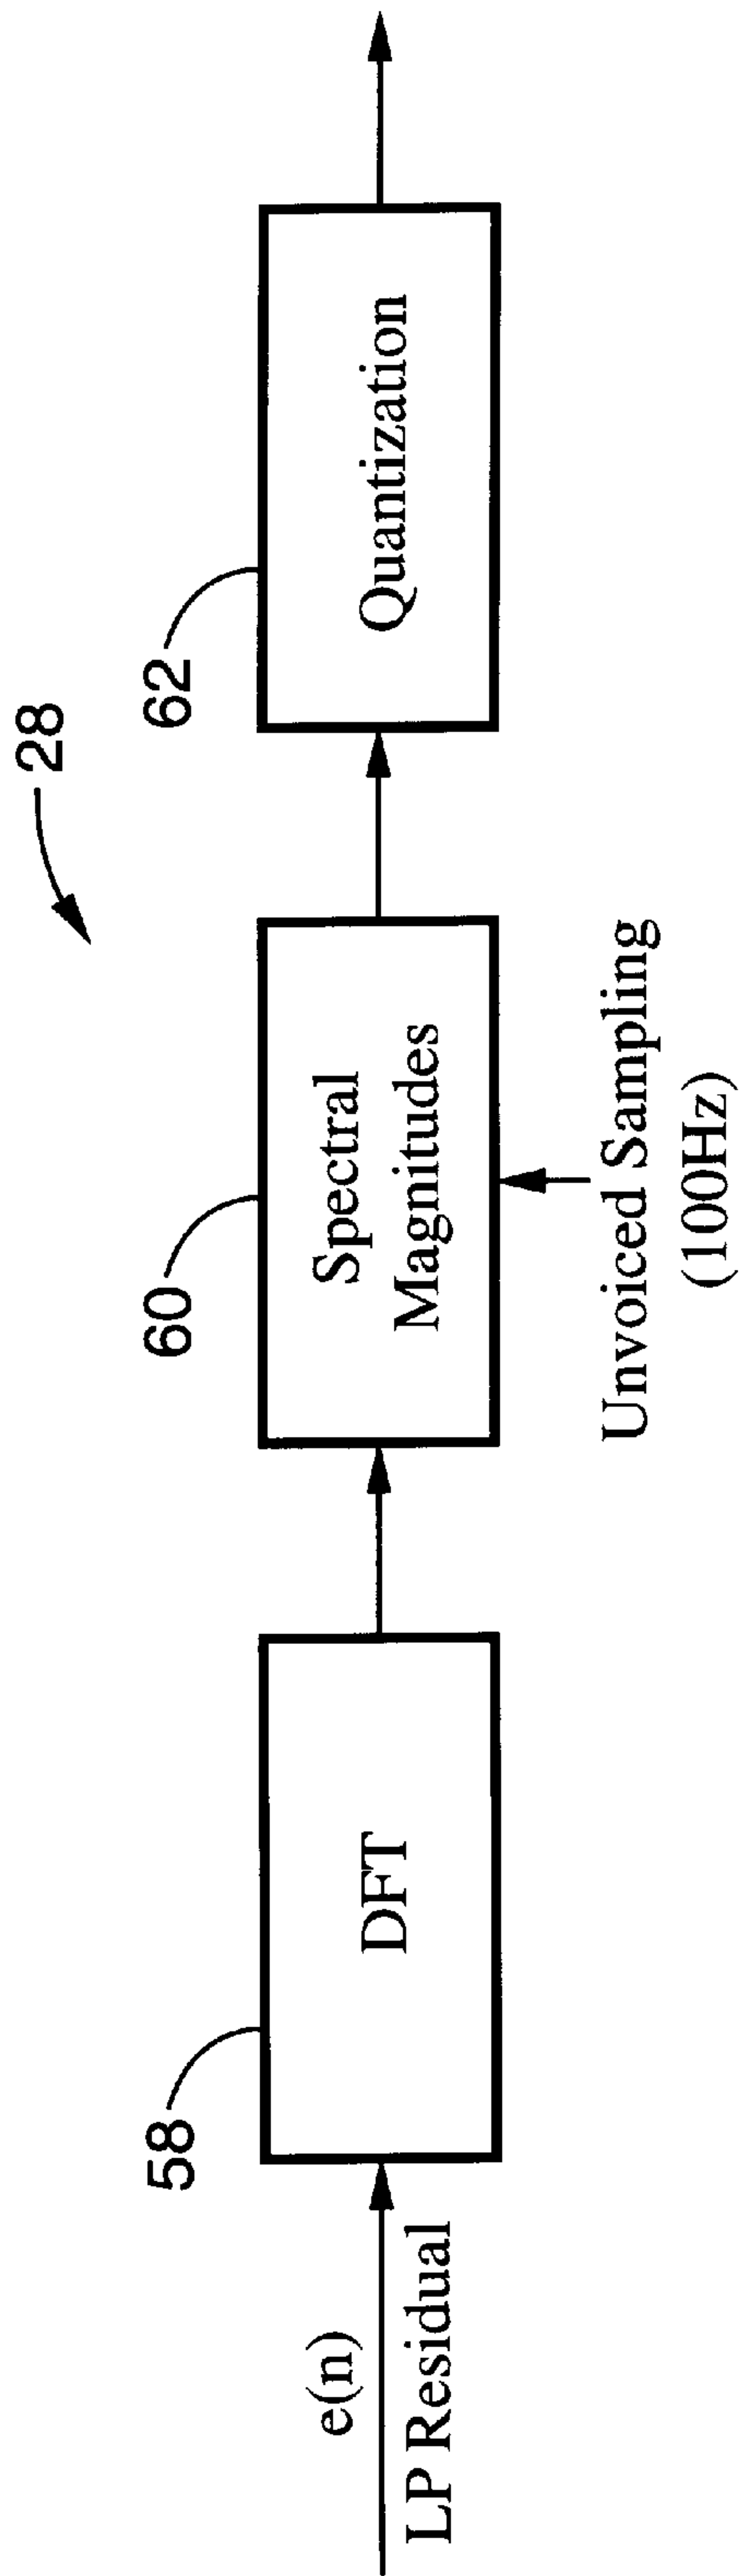 28
58
60
62
e(n)
LP Residual
DFT
Spectral
Magnitudes
Quantization
Unvoiced Sampling
(100Hz)